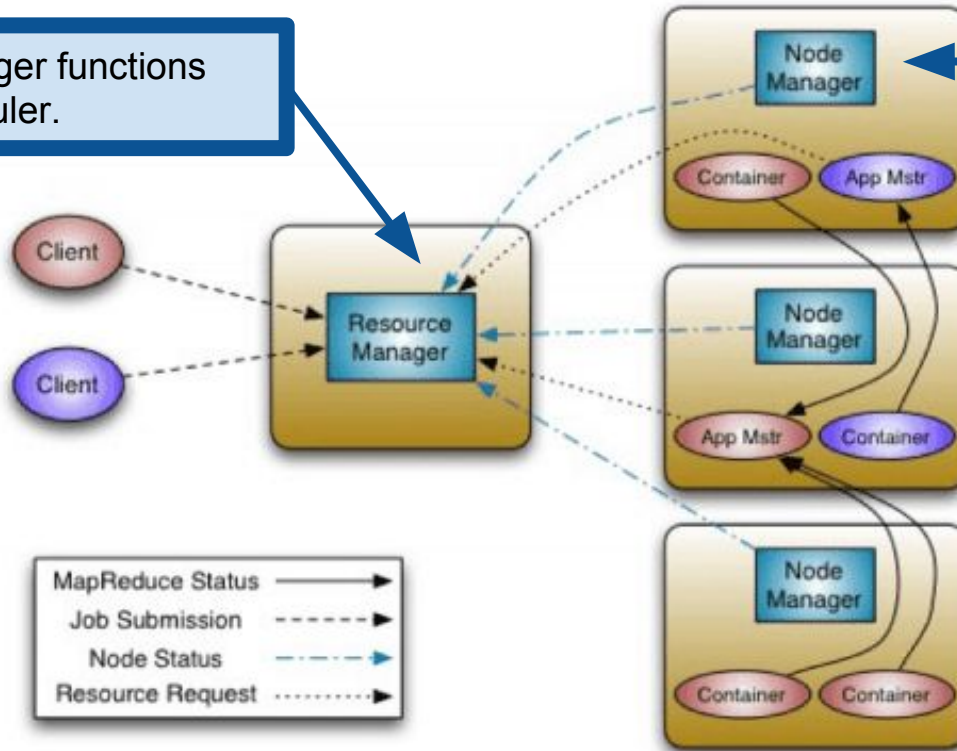 ger functions
uler.
Client
Client
Resource
Manager
Node
Manager
Container
App Mstr
Node
Manager
App Mstr
Container
Node
Manager
Container
Container
MapReduce Status
Job Submission
Node Status
Resource Request